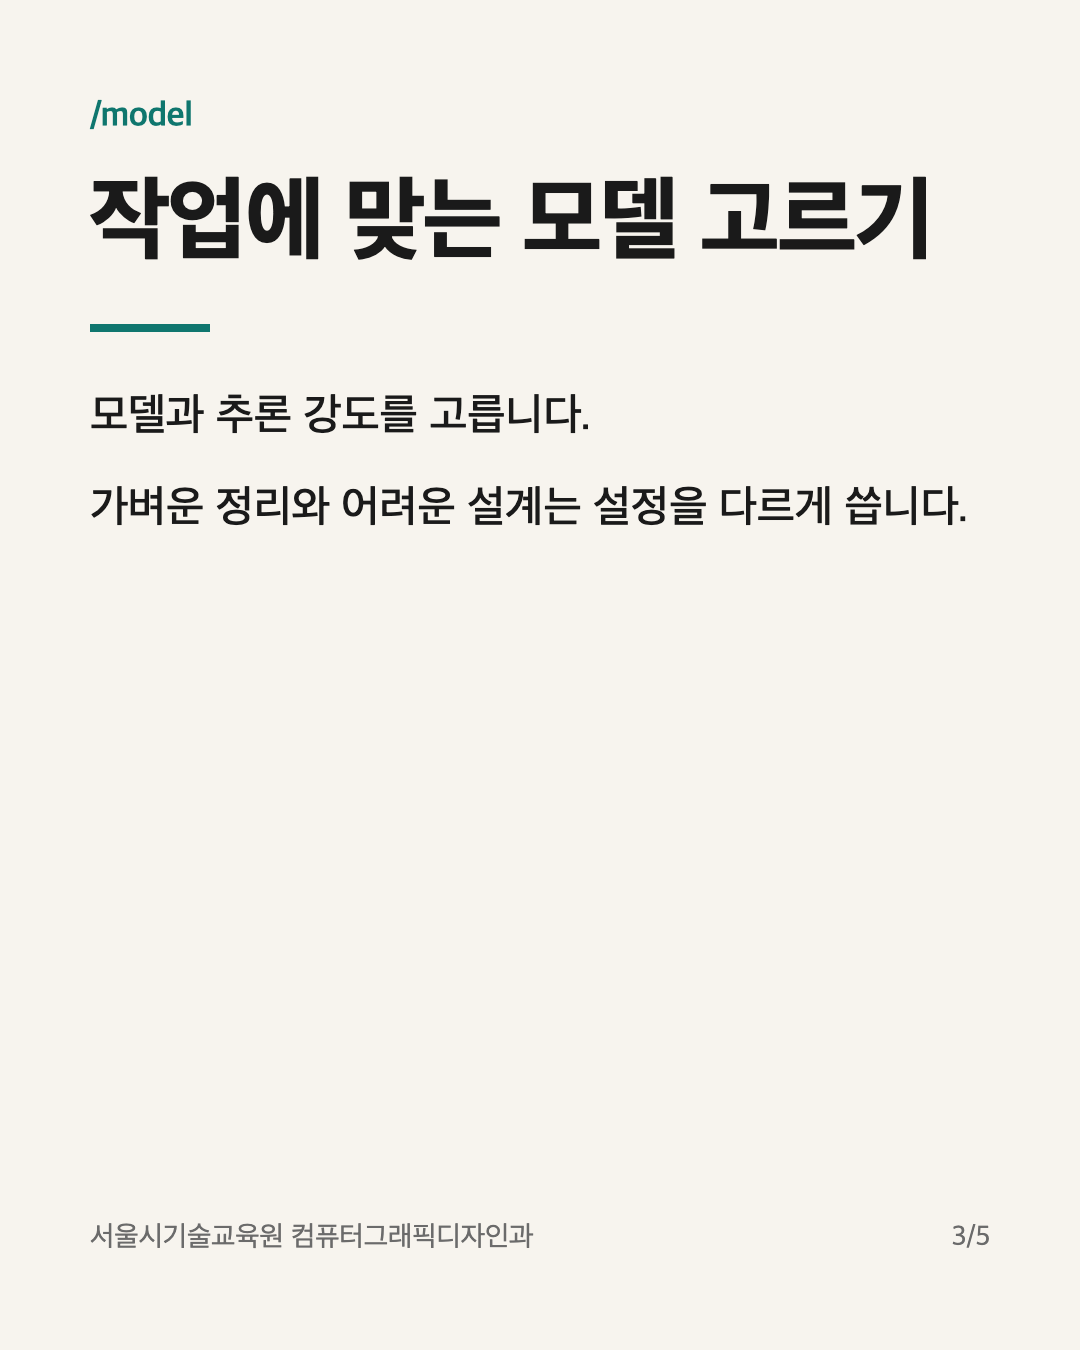 /model
작업에 맞는 모델 고르기
모델과 추론 강도를 고릅니다.
가벼운 정리와 어려운 설계는 설정을 다르게 씁니다.
서울시기술교육원 컴퓨터그래픽디자인과
3/5